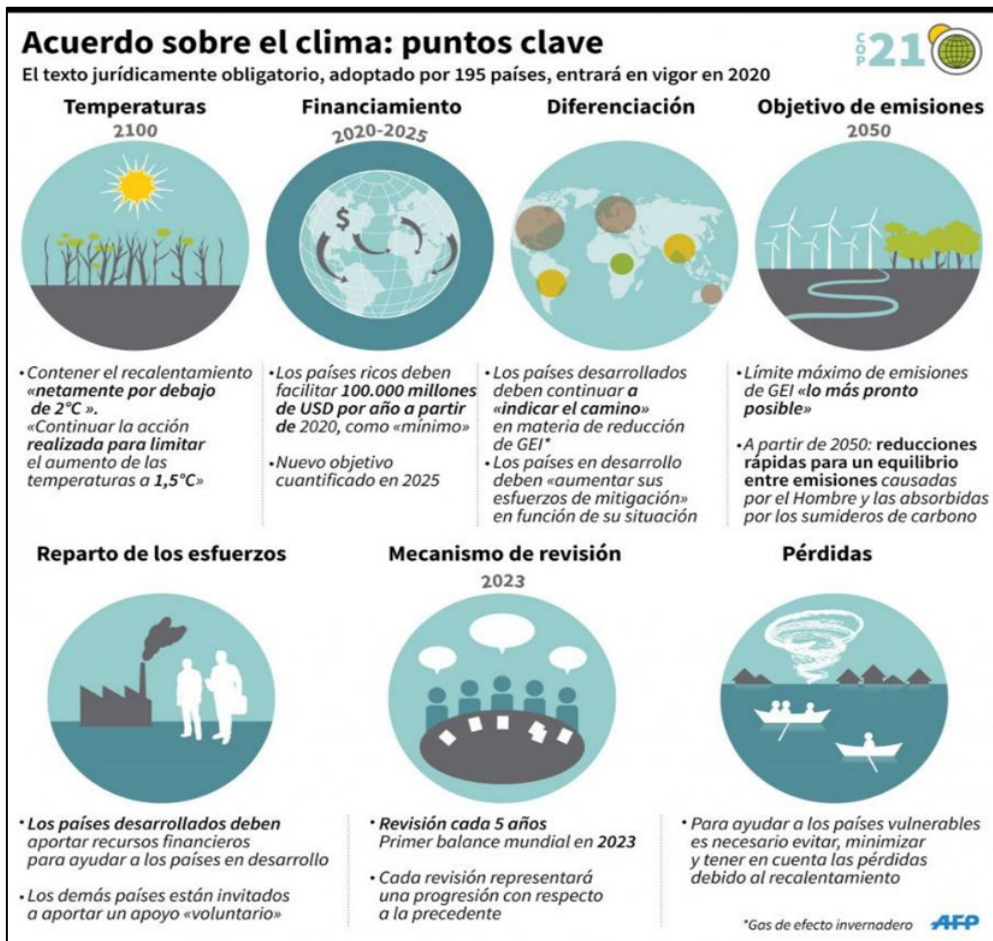 Acuerdo sobre el clima: puntos clave
COP 21
El texto jurídicamente obligatorio, adoptado por 195 países, entrará en vigor en 2020
Temperaturas
2100
• Contener el recalentamiento
«netamente por debajo
de 2°C ».
«Continuar la acción
realizada para limitar
el aumento de las
temperaturas a 1,5°C»
Financiamiento
2020-2025
$
• Los países ricos deben
facilitar 100.000 millones
de USD por año a partir
de 2020, como «mínimo»
• Nuevo objetivo
cuantificado en 2025
Diferenciación
• Los países desarrollados
deben continuar a
«indicar el camino»
en materia de reducción
de GEI*
• Los países en desarrollo
deben «aumentar sus
esfuerzos de mitigación»
en función de su situación
Objetivo de emisiones
2050
• Límite máximo de emisiones
de GEI «lo más pronto
posible»
• A partir de 2050: reducciones
rápidas para un equilibrio
entre emisiones causadas
por el Hombre y las absorbidas
por los sumideros de carbono
Reparto de los esfuerzos
• Los países desarrollados deben
aportar recursos financieros
para ayudar a los países en desarrollo
• Los demás países están invitados
a aportar un apoyo «voluntario»
Mecanismo de revisión
2023
• Revisión cada 5 años
Primer balance mundial en 2023
• Cada revisión representará
una progresión con respecto
a la precedente
Pérdidas
• Para ayudar a los países vulnerables
es necesario evitar, minimizar
y tener en cuenta las pérdidas
debido al recalentamiento
*Gas de efecto invernadero
AFP